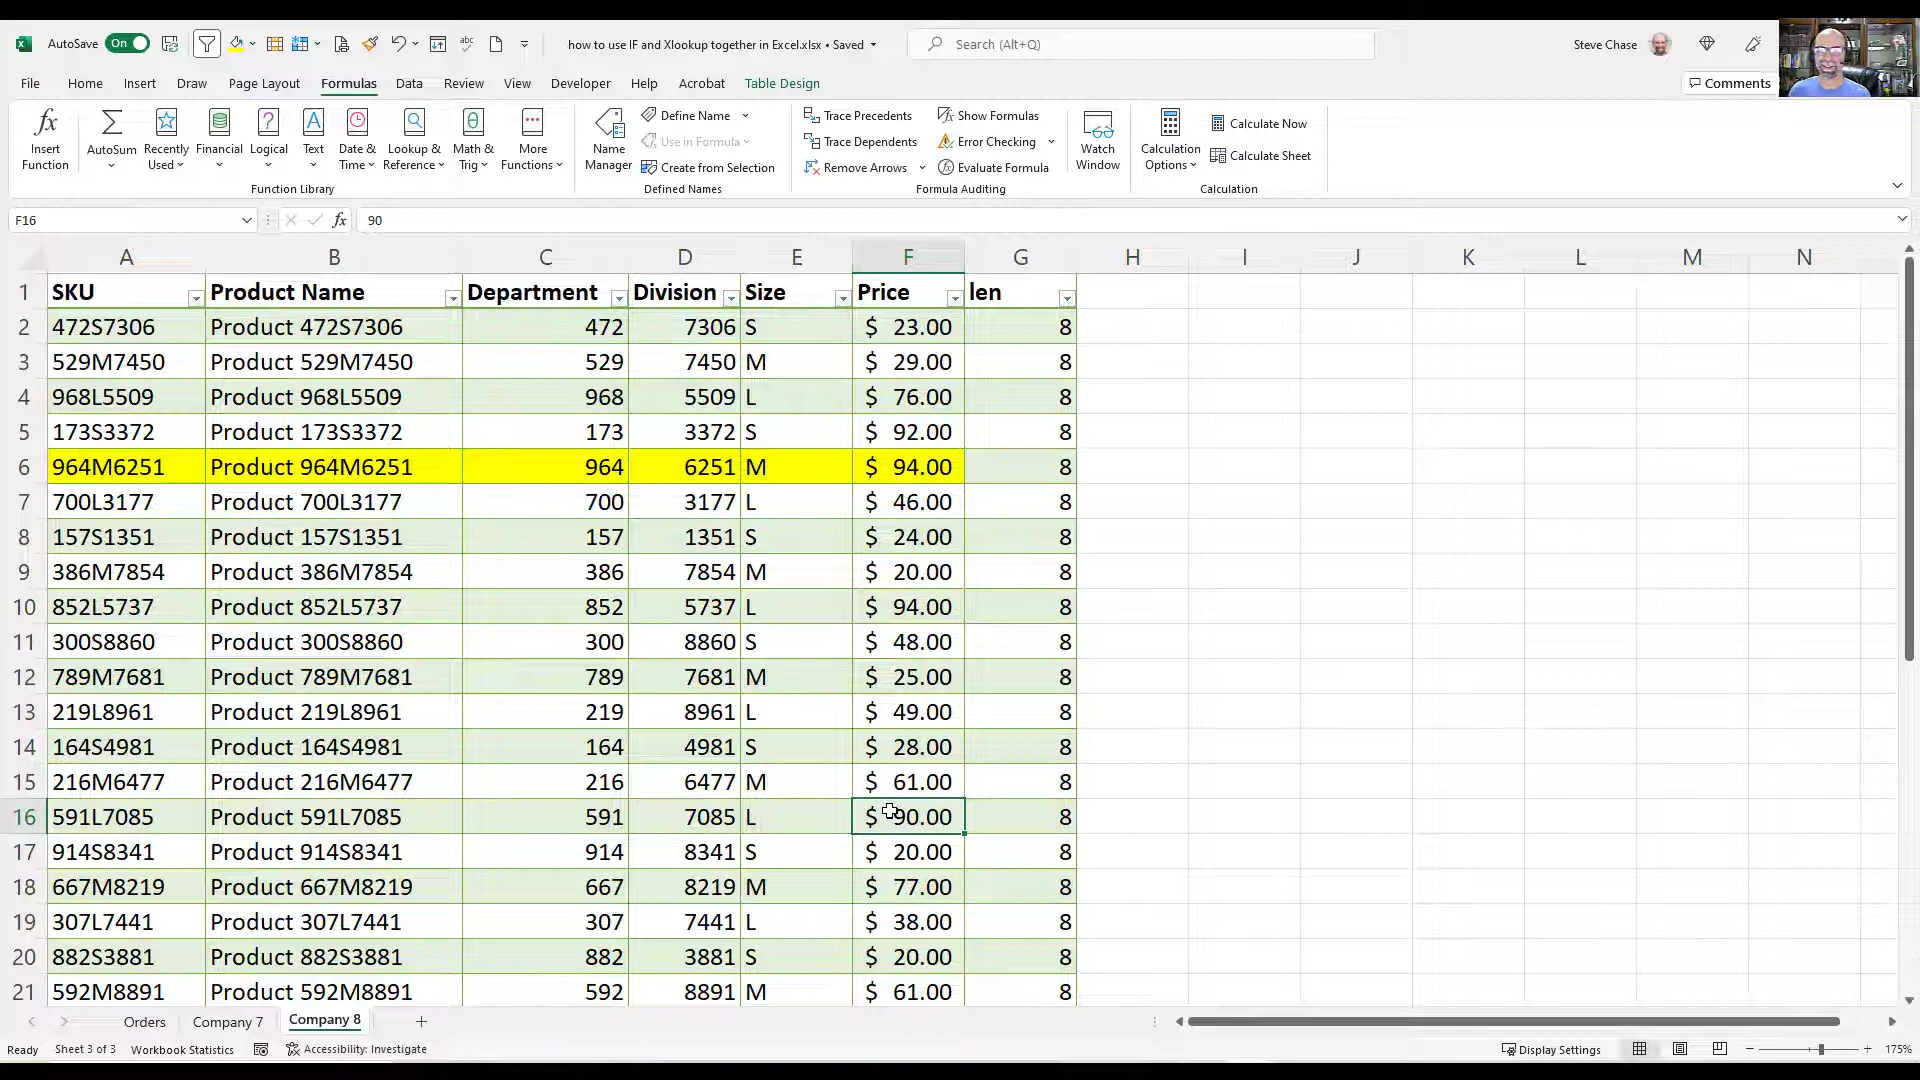 AutoSave On how to use IF and Xlookup together in Excel.xlsx • Saved Search (Alt+Q) Steve Chase
File Home Insert Draw Page Layout Formulas Data Review View Developer Help Acrobat Table Design Comments
Insert Function AutoSum Recently Used Financial Logical Text Date & Time Lookup & Reference Math & Trig More Functions Name Manager Define Name Use in Formula Create from Selection Trace Precedents Trace Dependents Remove Arrows Show Formulas Error Checking Evaluate Formula Watch Window Calculation Options Calculate Now Calculate Sheet
Function Library Defined Names Formula Auditing Calculation
F16 fx 90
A B C D E F G H I J K L M N
1 SKU Product Name Department Division Size Price len
2 472S7306 Product 472S7306 472 7306 S $ 23.00 8
3 529M7450 Product 529M7450 529 7450 M $ 29.00 8
4 968L5509 Product 968L5509 968 5509 L $ 76.00 8
5 173S3372 Product 173S3372 173 3372 S $ 92.00 8
6 964M6251 Product 964M6251 964 6251 M $ 94.00 8
7 700L3177 Product 700L3177 700 3177 L $ 46.00 8
8 157S1351 Product 157S1351 157 1351 S $ 24.00 8
9 386M7854 Product 386M7854 386 7854 M $ 20.00 8
10 852L5737 Product 852L5737 852 5737 L $ 94.00 8
11 300S8860 Product 300S8860 300 8860 S $ 48.00 8
12 789M7681 Product 789M7681 789 7681 M $ 25.00 8
13 219L8961 Product 219L8961 219 8961 L $ 49.00 8
14 164S4981 Product 164S4981 164 4981 S $ 28.00 8
15 216M6477 Product 216M6477 216 6477 M $ 61.00 8
16 591L7085 Product 591L7085 591 7085 L $ 90.00 8
17 914S8341 Product 914S8341 914 8341 S $ 20.00 8
18 667M8219 Product 667M8219 667 8219 M $ 77.00 8
19 307L7441 Product 307L7441 307 7441 L $ 38.00 8
20 882S3881 Product 882S3881 882 3881 S $ 20.00 8
21 592M8891 Product 592M8891 592 8891 M $ 61.00 8
Orders Company 7 Company 8
Ready Sheet 3 of 3 Workbook Statistics Accessibility: Investigate Display Settings 175%